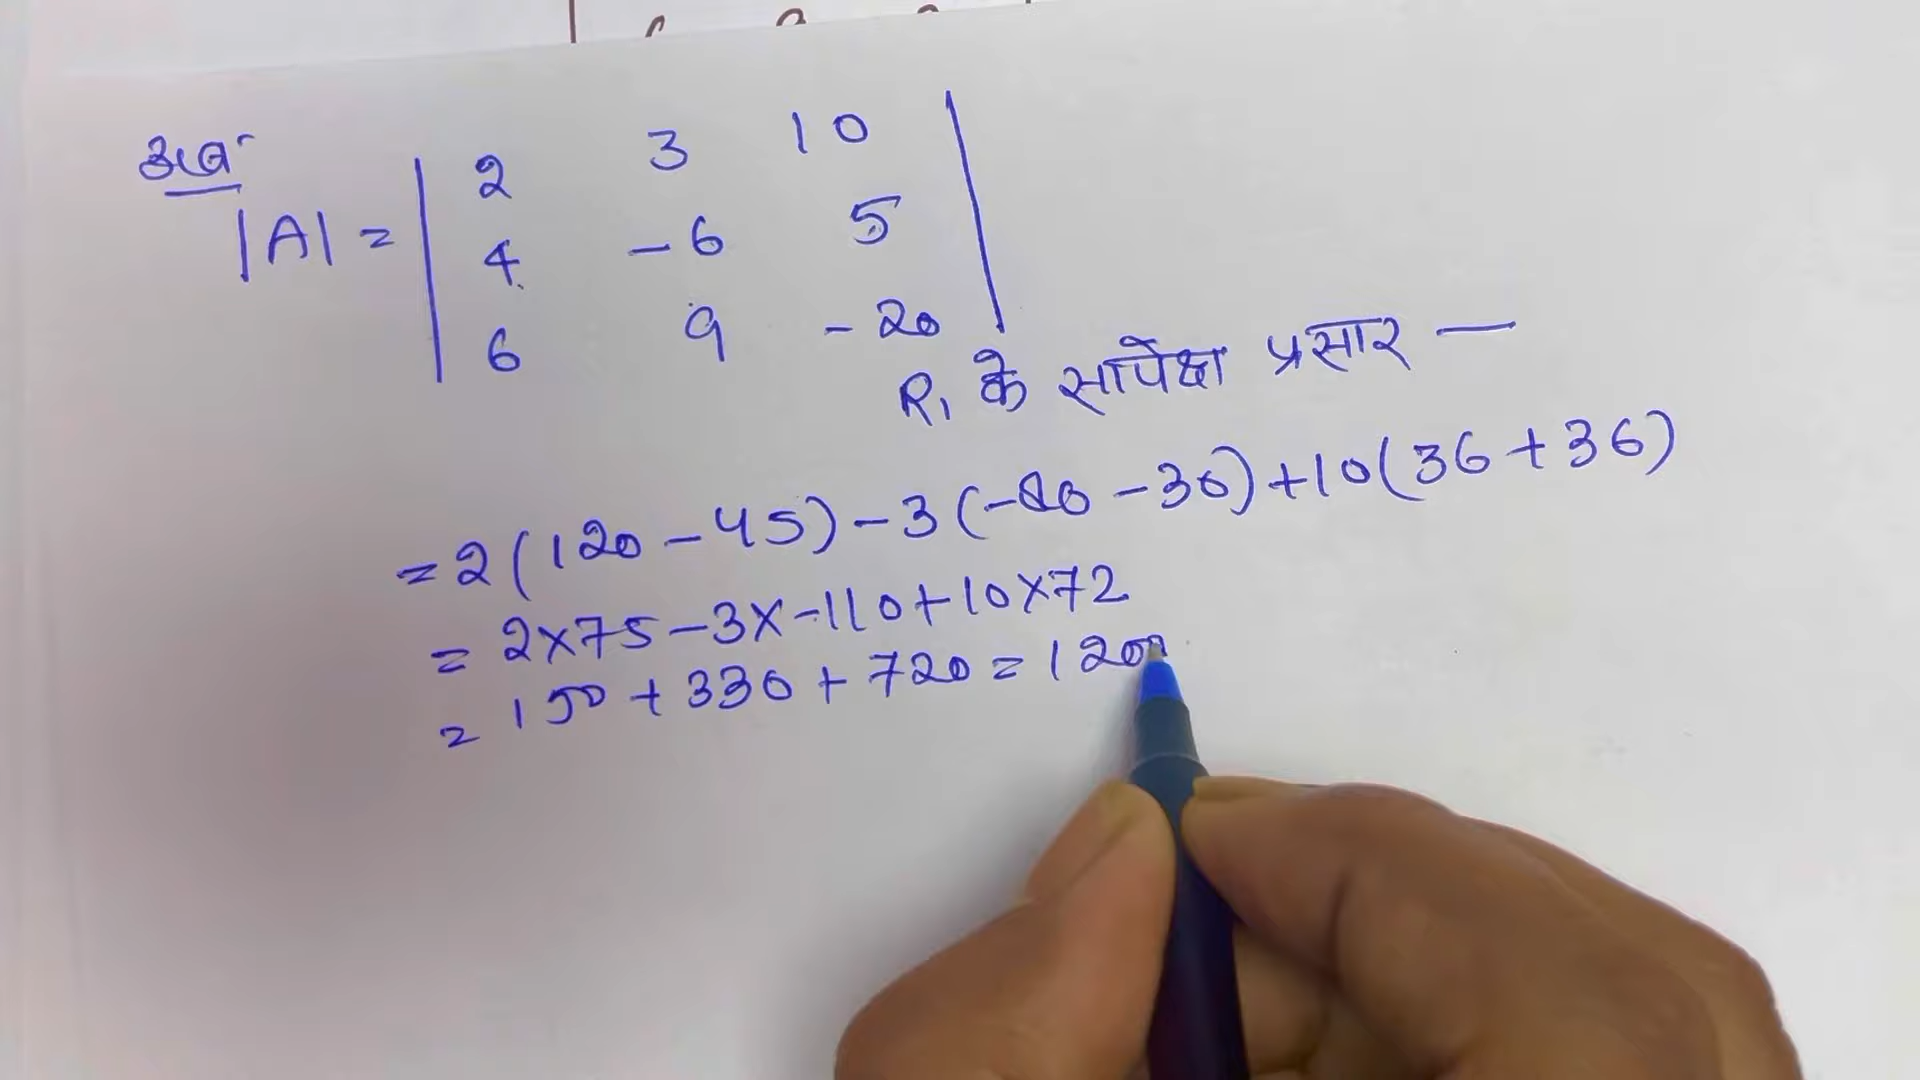 अब
|A| = | 2 3 10 |
| 4 -6 5 |
| 6 9 -20 |
R₁ के सापेक्ष प्रसार —
= 2(120 - 45) - 3(-80 - 30) + 10(36 + 36)
= 2×75 - 3×-110 + 10×72
= 150 + 330 + 720 = 1200